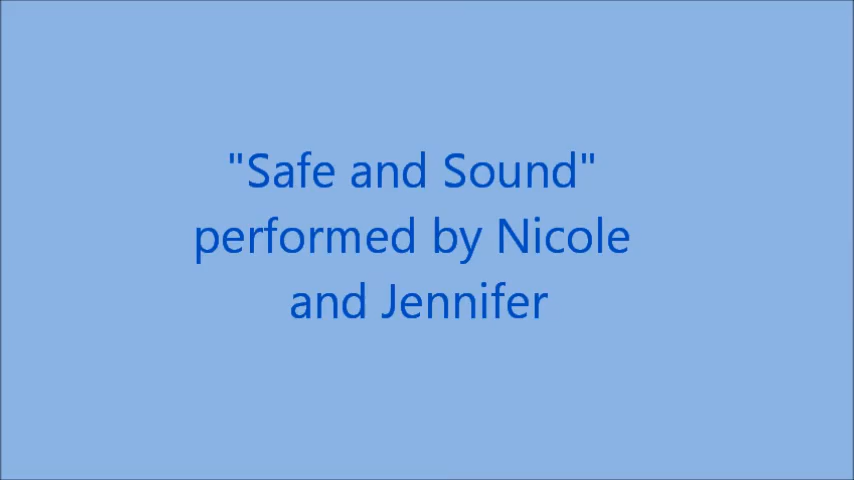 "Safe and Sound"
performed by Nicole
and Jennifer